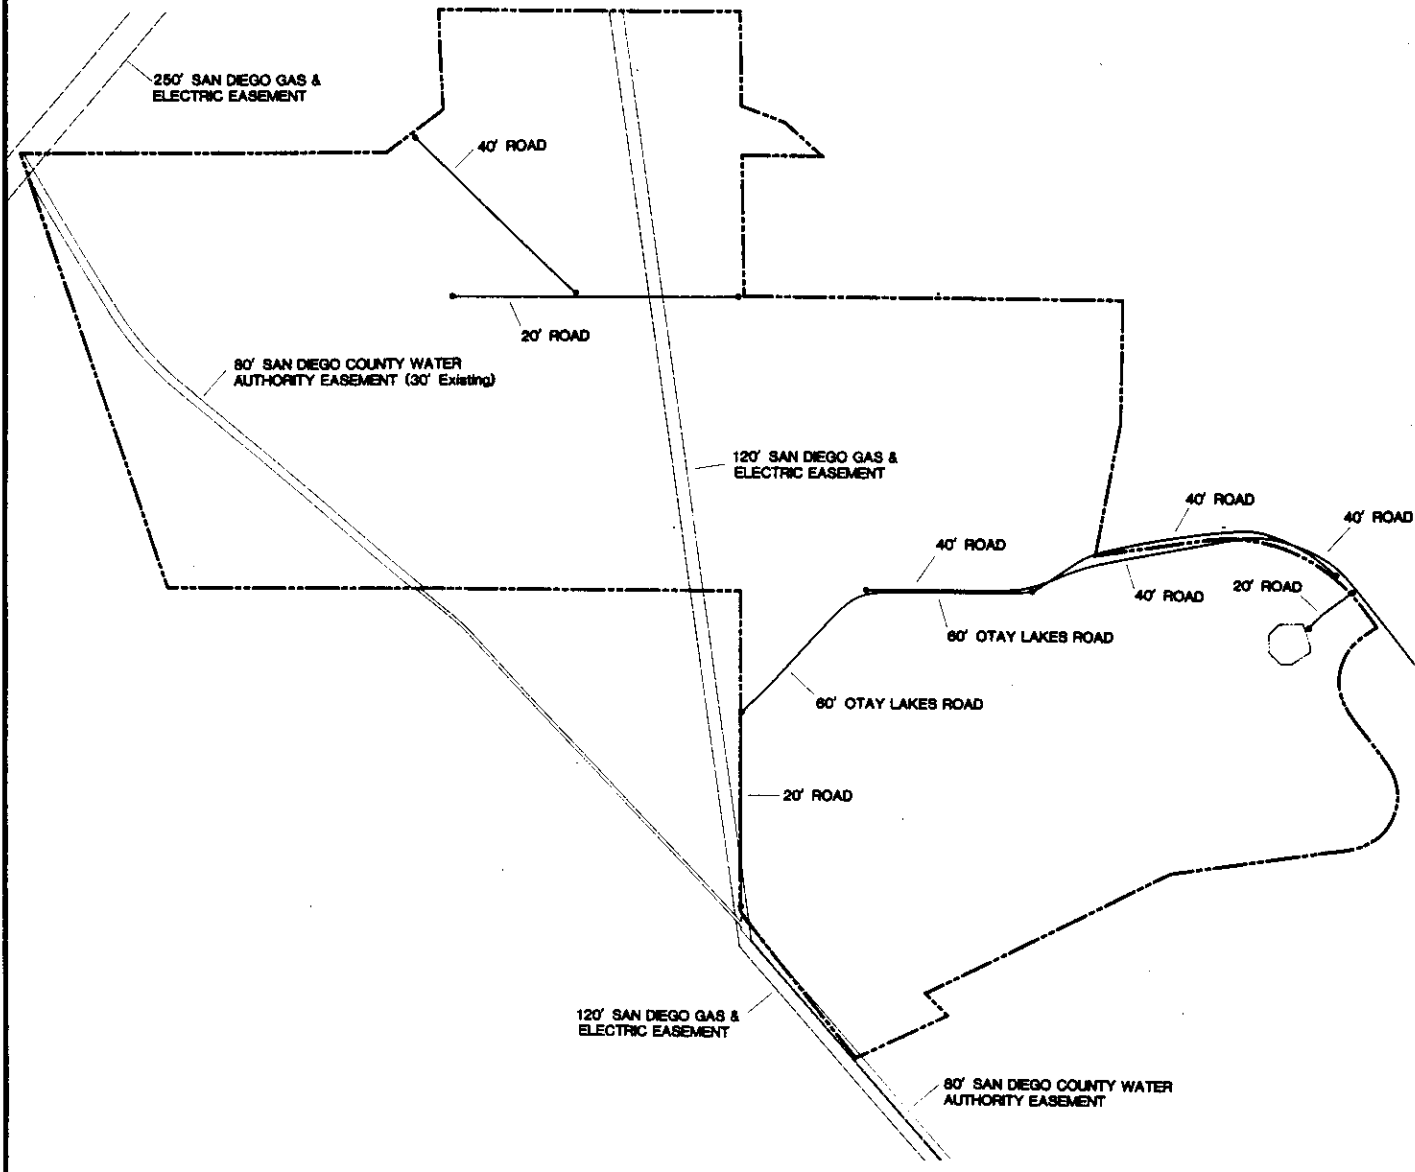 250' SAN DIEGO GAS &
ELECTRIC EASEMENT
40' ROAD
20' ROAD
80' SAN DIEGO COUNTY WATER
AUTHORITY EASEMENT (30' Existing)
120' SAN DIEGO GAS &
ELECTRIC EASEMENT
40' ROAD
40' ROAD
40' ROAD
20' ROAD
40' ROAD
60' OTAY LAKES ROAD
60' OTAY LAKES ROAD
20' ROAD
120' SAN DIEGO GAS &
ELECTRIC EASEMENT
80' SAN DIEGO COUNTY WATER
AUTHORITY EASEMENT